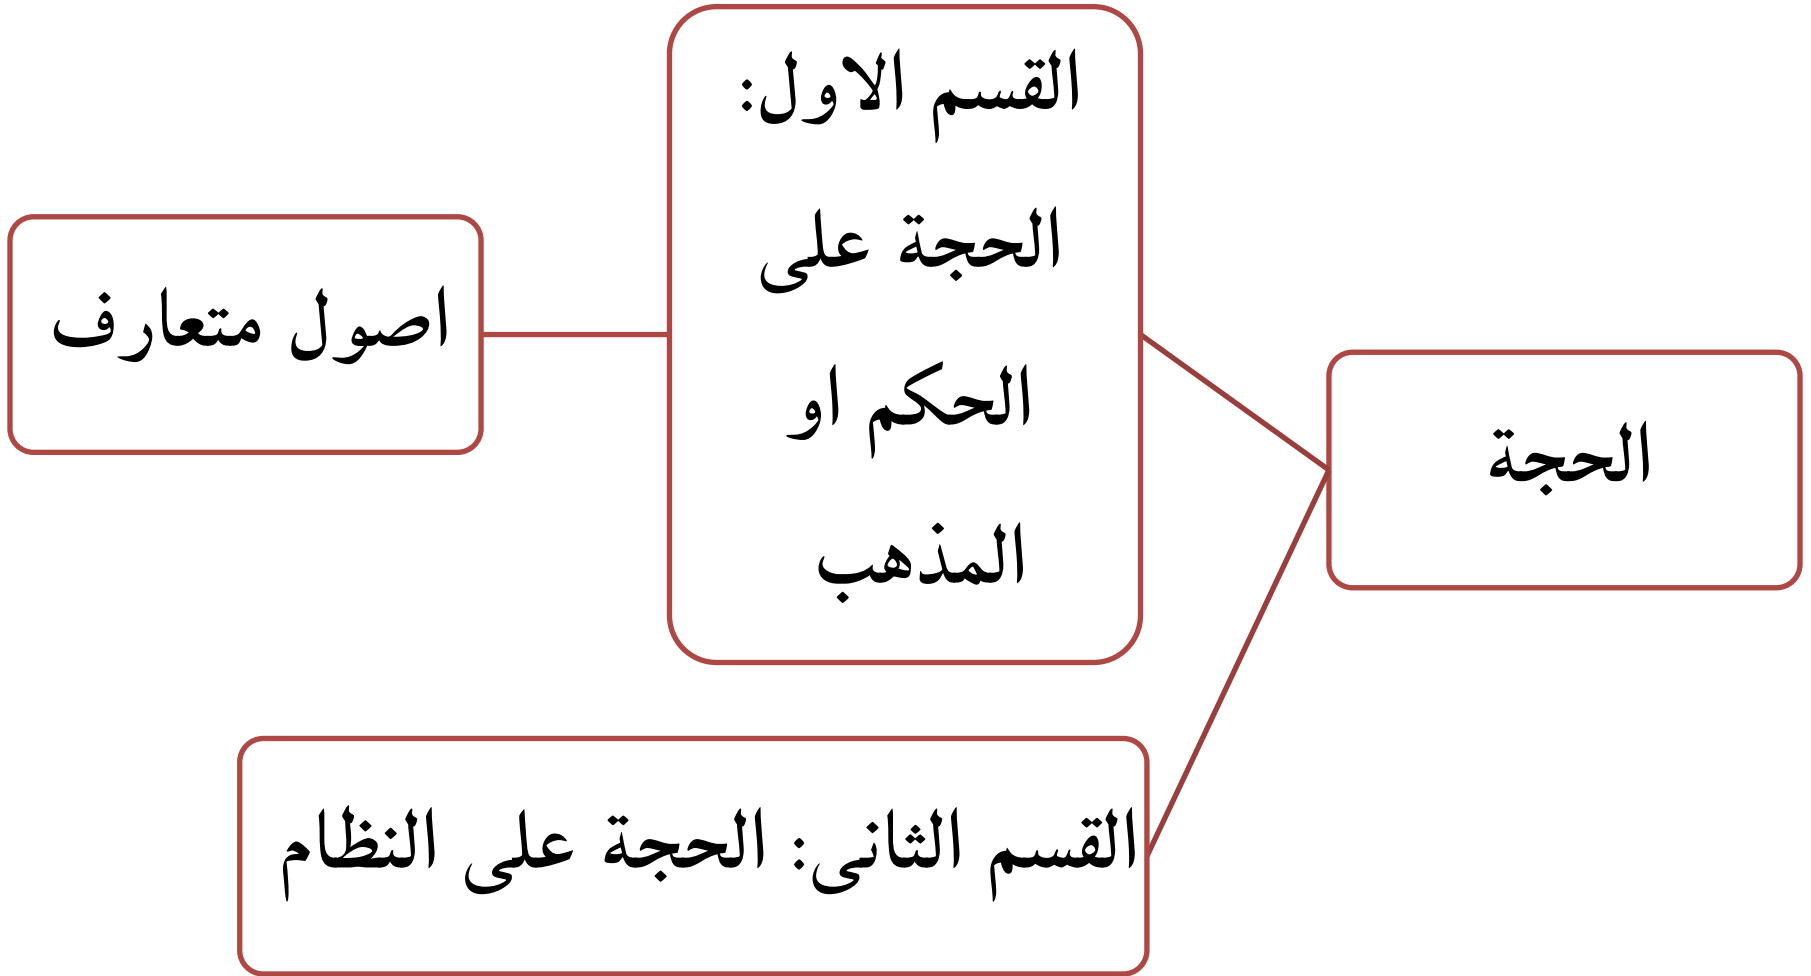 الحجة
القسم الاول:
الحجة على
الحكم او
المذهب
اصول متعارف
القسم الثانى: الحجة على النظام